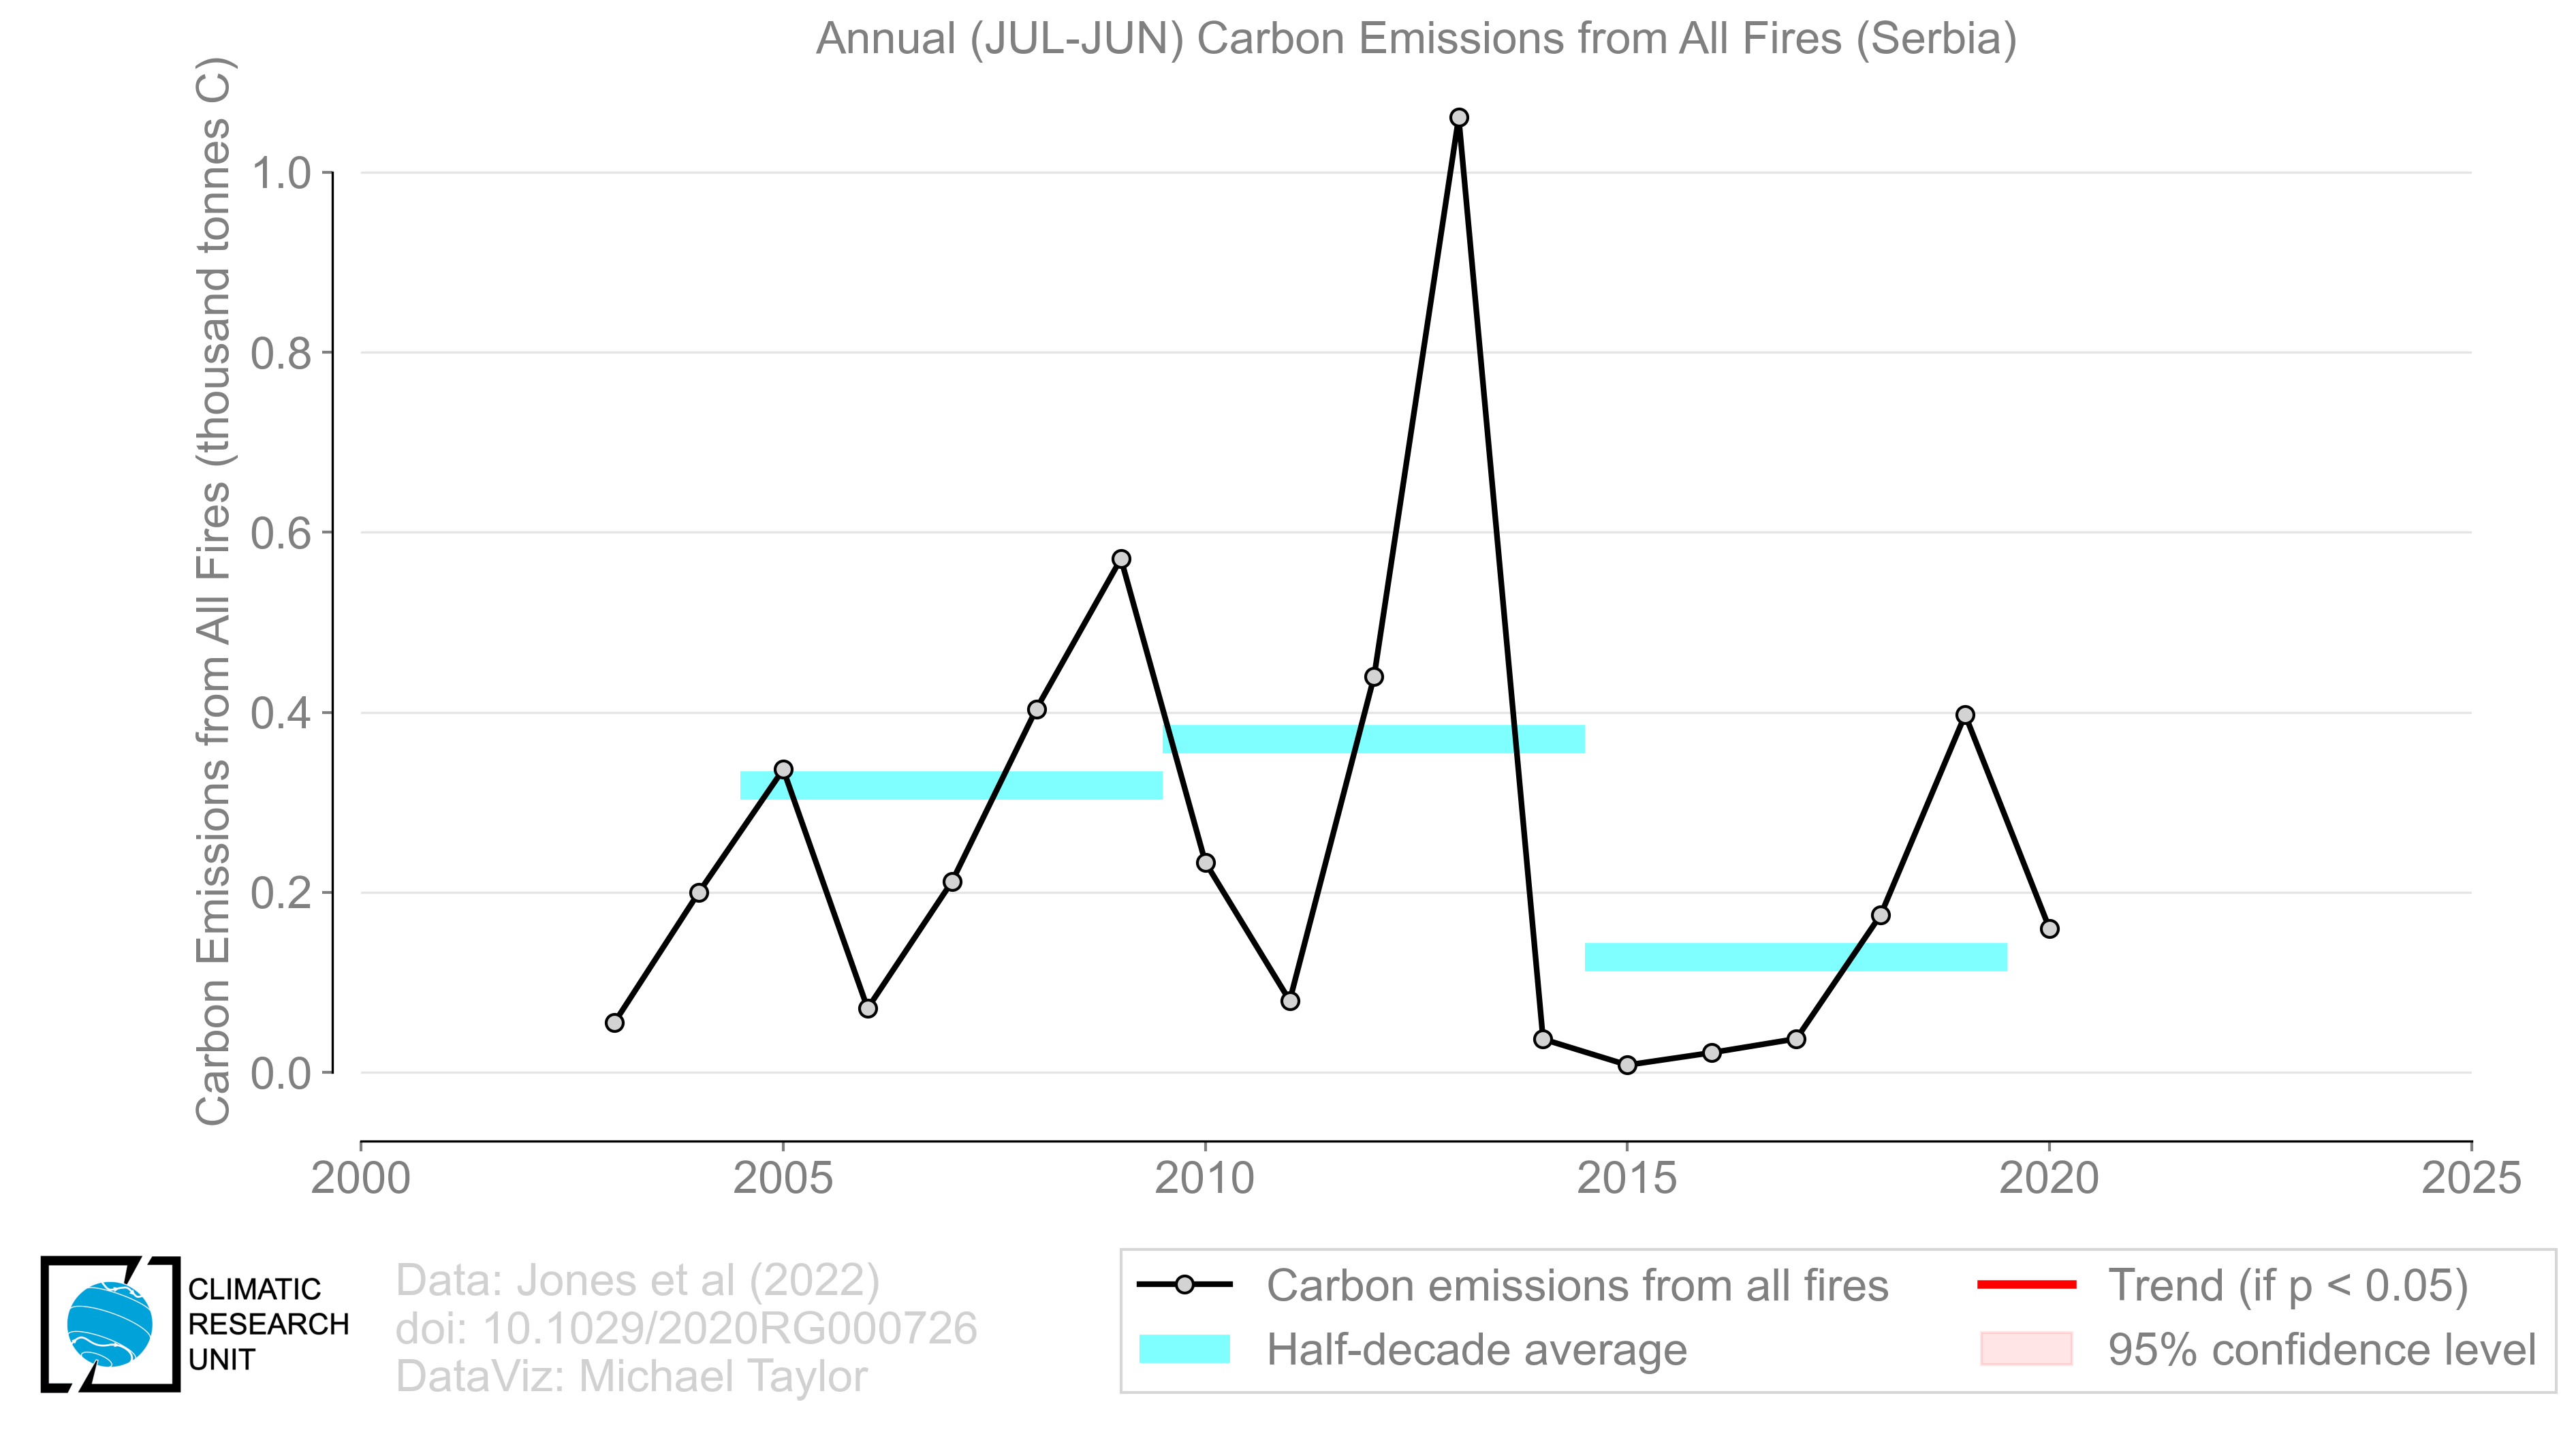 Annual (JUL-JUN) Carbon Emissions from All Fires (Serbia)
Carbon Emissions from All Fires (thousand tonnes C)
1.0
0.8
0.6
0.4
0.2
0.0
2000 2005 2010 2015 2020 2025
CLIMATIC
RESEARCH
UNIT
Data: Jones et al (2022)
doi: 10.1029/2020RG000726
DataViz: Michael Taylor
Carbon emissions from all fires
Half-decade average
Trend (if p < 0.05)
95% confidence level